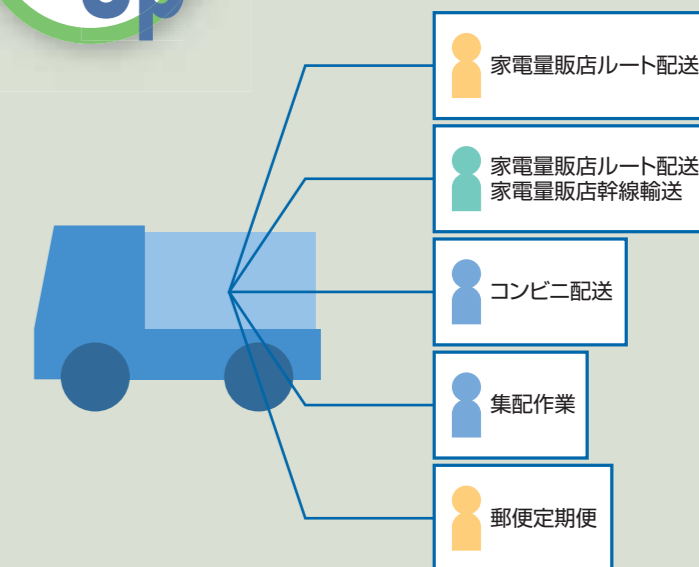 up
家電量販店ルート配送
家電量販店ルート配送
家電量販店幹線輸送
コンビニ配送
集配作業
郵便定期便